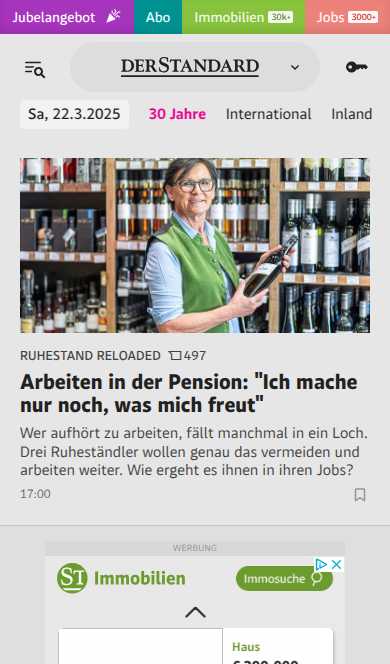 Jubelangebot
Abo
Immobilien 30k+
Jobs 3000+
DERSTANDARD
Sa, 22.3.2025
30 Jahre
International
Inland
RUHESTAND RELOADED 497
Arbeiten in der Pension: "Ich mache
nur noch, was mich freut"
Wer aufhört zu arbeiten, fällt manchmal in ein Loch.
Drei Ruheständler wollen genau das vermeiden und
arbeiten weiter. Wie ergeht es ihnen in ihren Jobs?
17:00
WERBUNG
ST Immobilien
Immosuche
Haus